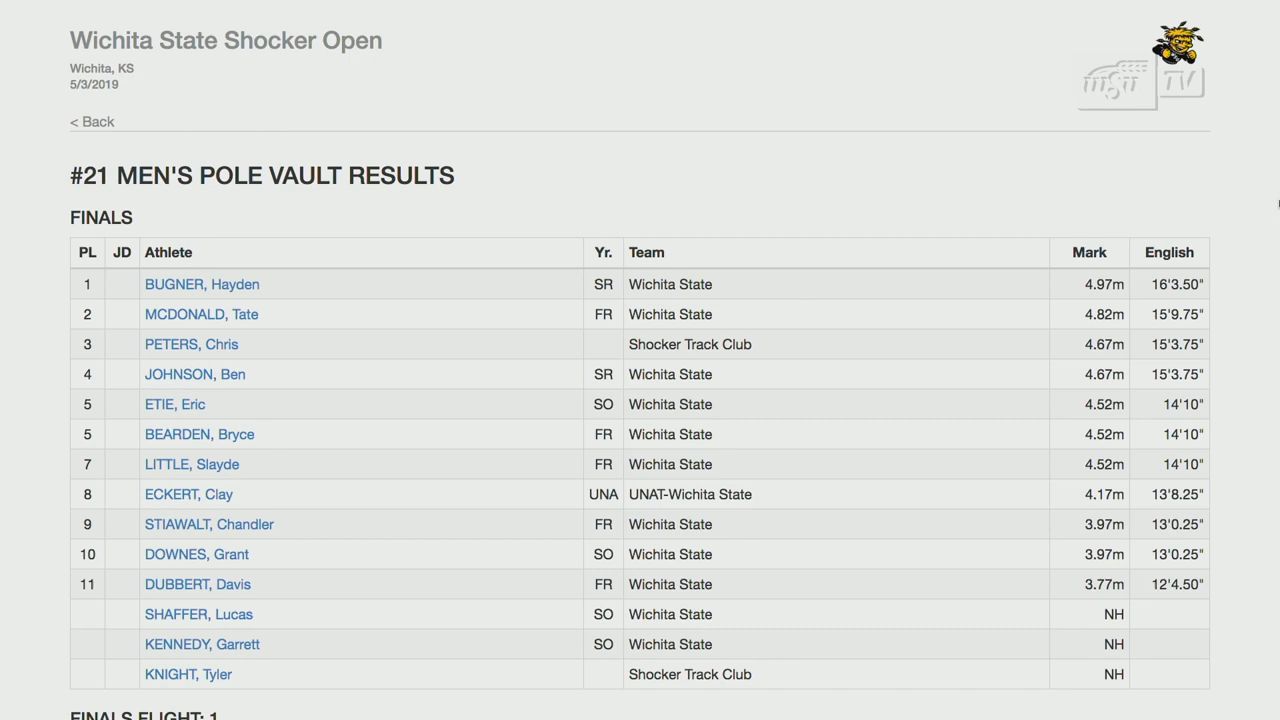 Wichita State Shocker Open
Wichita, KS
5/3/2019
TV
< Back
#21 MEN'S POLE VAULT RESULTS
FINALS
PL JD Athlete Yr. Team Mark English
1 BUGNER, Hayden SR Wichita State 4.97m 16'3.50"
2 MCDONALD, Tate FR Wichita State 4.82m 15'9.75"
3 PETERS, Chris Shocker Track Club 4.67m 15'3.75"
4 JOHNSON, Ben SR Wichita State 4.67m 15'3.75"
5 ETIE, Eric SO Wichita State 4.52m 14'10"
5 BEARDEN, Bryce FR Wichita State 4.52m 14'10"
7 LITTLE, Slayde FR Wichita State 4.52m 14'10"
8 ECKERT, Clay UNA UNAT-Wichita State 4.17m 13'8.25"
9 STIAWALT, Chandler FR Wichita State 3.97m 13'0.25"
10 DOWNES, Grant SO Wichita State 3.97m 13'0.25"
11 DUBBERT, Davis FR Wichita State 3.77m 12'4.50"
SHAFFER, Lucas SO Wichita State NH
KENNEDY, Garrett SO Wichita State NH
KNIGHT, Tyler Shocker Track Club NH
FINALS FLIGHT: 1